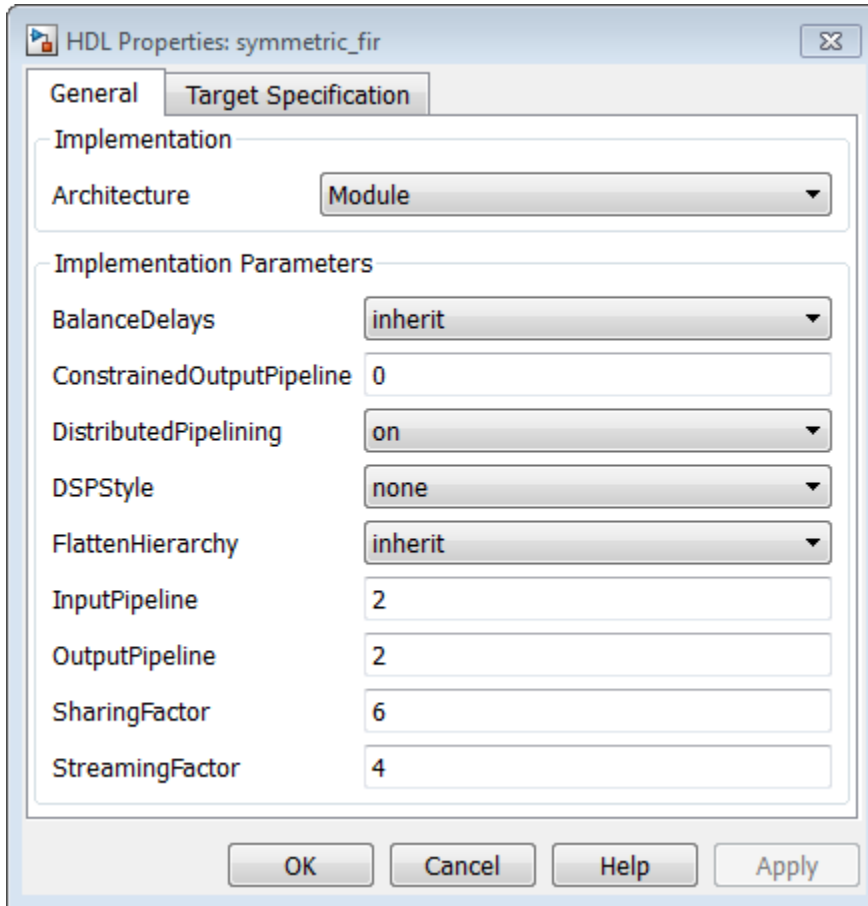 HDL Properties: symmetric_fir
General Target Specification
Implementation
Architecture Module
Implementation Parameters
BalanceDelays inherit
ConstrainedOutputPipeline 0
DistributedPipelining on
DSPStyle none
FlattenHierarchy inherit
InputPipeline 2
OutputPipeline 2
SharingFactor 6
StreamingFactor 4
OK Cancel Help Apply